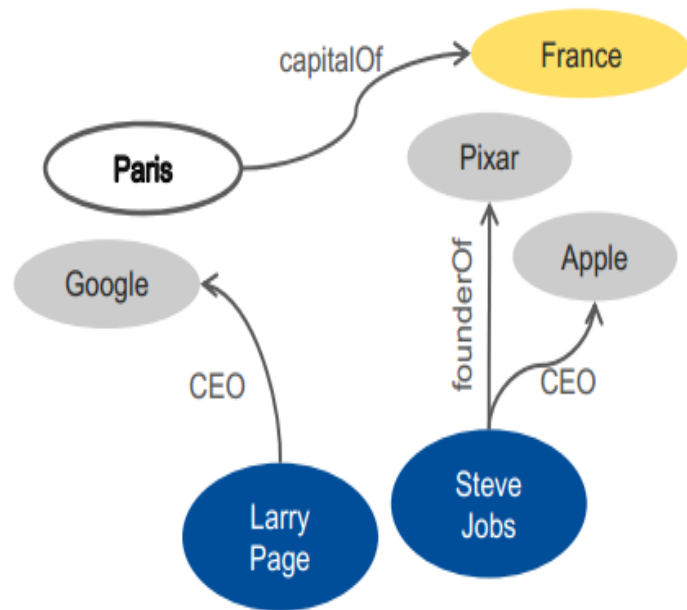 capitalOf
France
Paris
Pixar
Google
founderOf
Apple
CEO
CEO
Larry
Page
Steve
Jobs